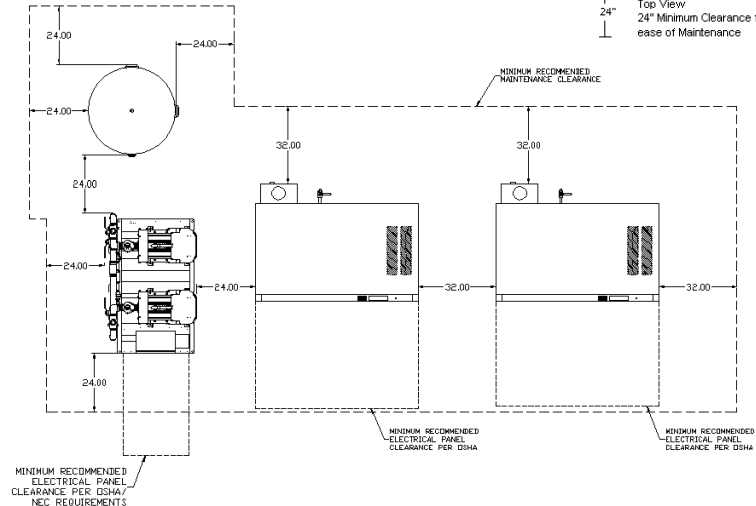 Top View
24"
24" Minimum Clearance
ease of Maintenance
24.00
24.00
MINIMUM RECOMMENDED
MAINTENANCE CLEARANCE
24.00
32.00
32.00
24.00
24.00
24.00
32.00
32.00
24.00
MINIMUM RECOMMENDED
ELECTRICAL PANEL
CLEARANCE PER OSHA
MINIMUM RECOMMENDED
ELECTRICAL PANEL
CLEARANCE PER OSHA
MINIMUM RECOMMENDED
ELECTRICAL PANEL
CLEARANCE PER OSHA/
NEC REQUIREMENTS